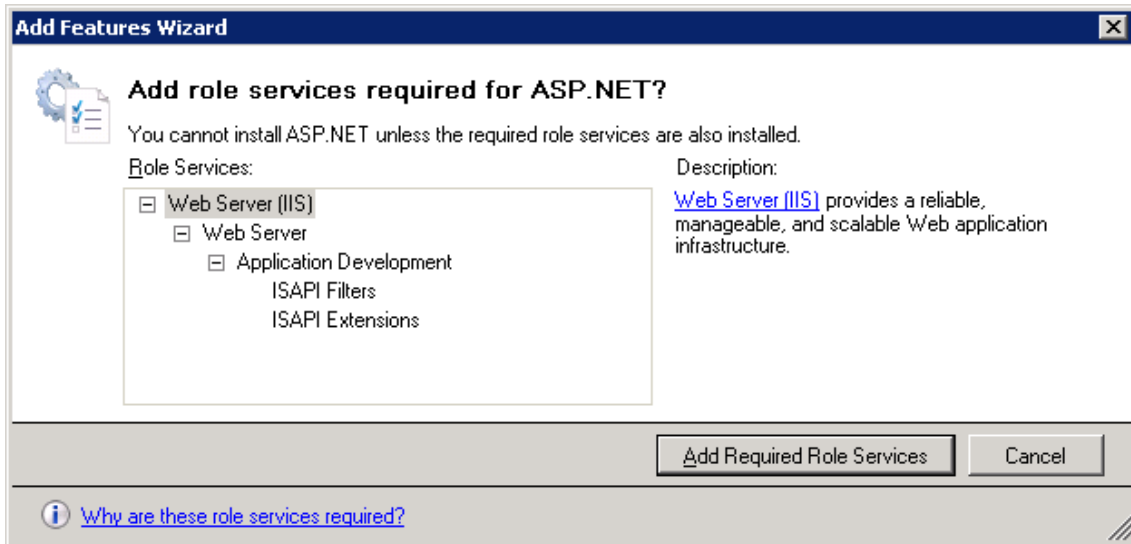 Add Features Wizard
Add role services required for ASP.NET?
You cannot install ASP.NET unless the required role services are also installed.
Role Services:
Web Server (IIS)
Web Server
Application Development
ISAPI Filters
ISAPI Extensions
Description:
Web Server (IIS) provides a reliable,
manageable, and scalable Web application
infrastructure.
Add Required Role Services
Cancel
Why are these role services required?